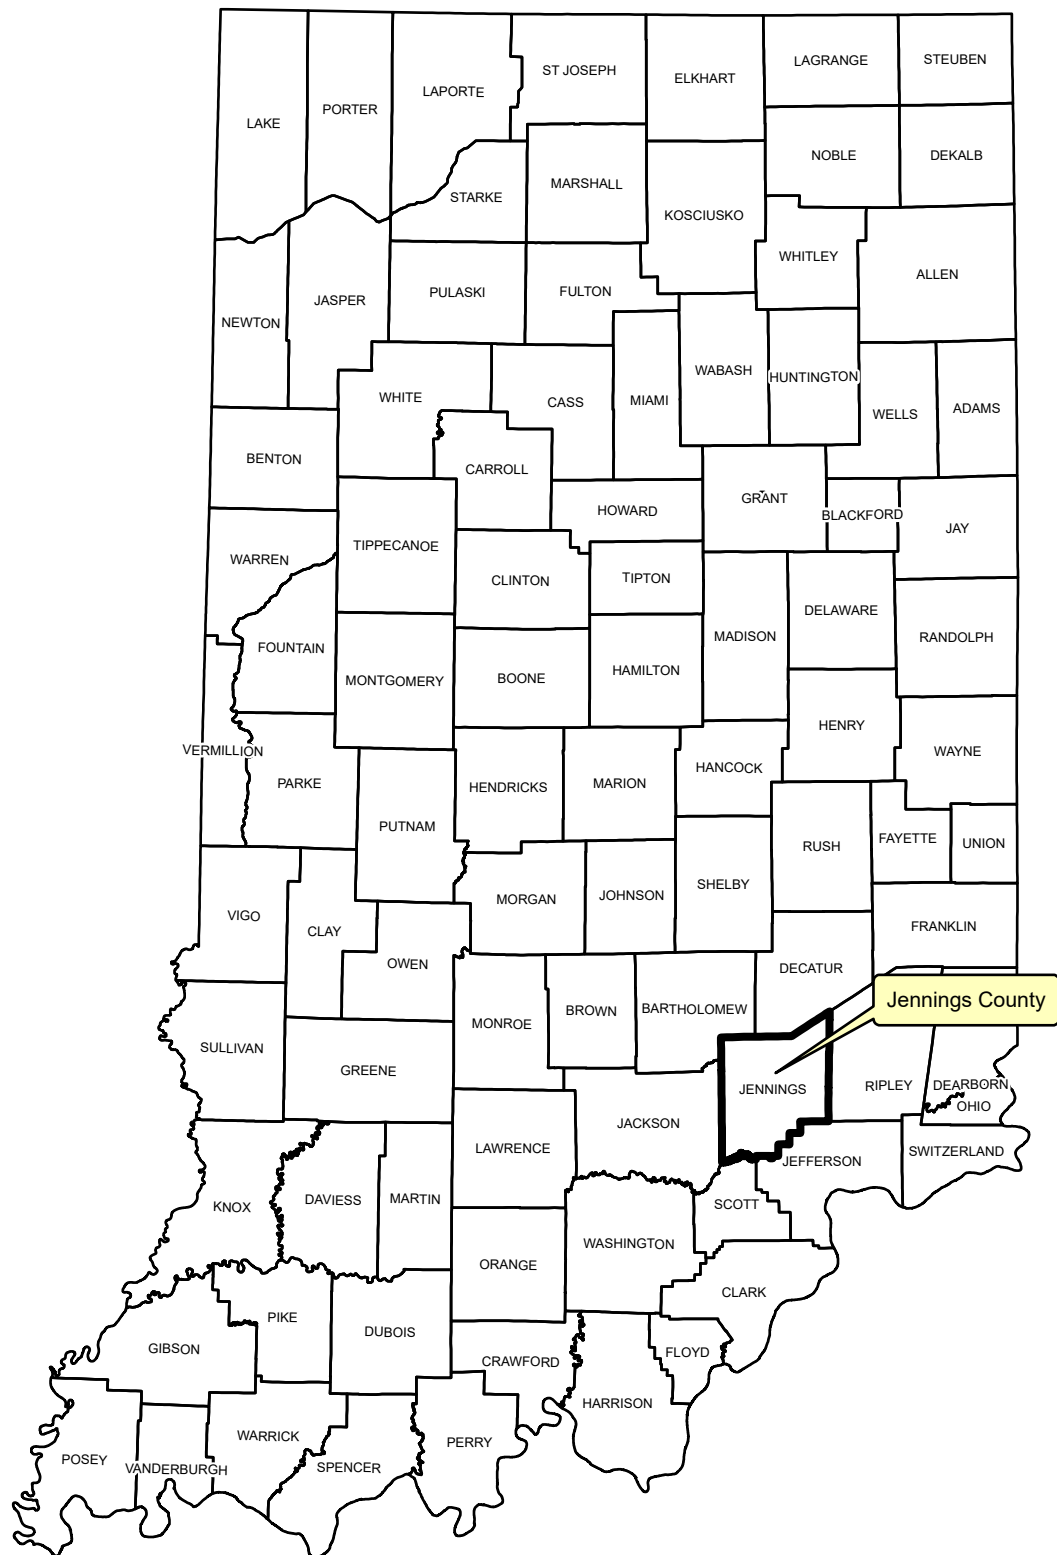 STEUBEN
LAGRANGE
ST JOSEPH
ELKHART
LAPORTE
PORTER
LAKE
NOBLE
DEKALB
MARSHALL
STARKE
KOSCIUSKO
WHITLEY
ALLEN
PULASKI
FULTON
JASPER
NEWTON
WABASH
HUNTINGTON
WHITE
CASS
MIAMI
WELLS
ADAMS
BENTON
CARROLL
GRANT
HOWARD
BLACKFORD
JAY
TIPPECANOE
WARREN
CLINTON
TIPTON
DELAWARE
MADISON
RANDOLPH
FOUNTAIN
MONTGOMERY
BOONE
HAMILTON
HENRY
VERMILLION
WAYNE
HANCOCK
PARKE
HENDRICKS
MARION
PUTNAM
RUSH
FAYETTE
UNION
SHELBY
MORGAN
JOHNSON
VIGO
CLAY
FRANKLIN
OWEN
DECATUR
Jennings County
BROWN
BARTHOLOMEW
MONROE
SULLIVAN
GREENE
JENNINGS
RIPLEY
DEARBORN
OHIO
JACKSON
LAWRENCE
SWITZERLAND
JEFFERSON
KNOX
DAVIESS
MARTIN
SCOTT
WASHINGTON
ORANGE
CLARK
PIKE
DUBOIS
GIBSON
CRAWFORD
FLOYD
HARRISON
WARRICK
PERRY
POSEY
VANDERBURGH
SPENCER